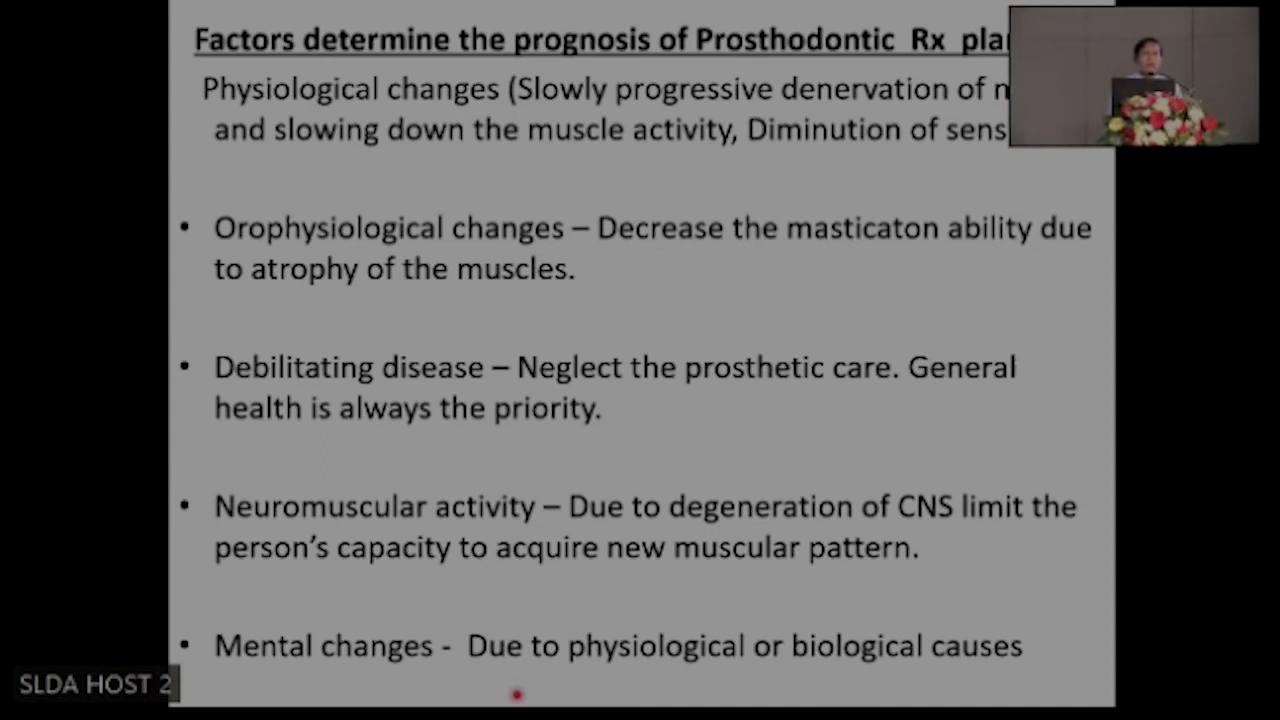 Factors determine the prognosis of Prosthodontic Rx
Physiological changes (Slowly progressive denervation of
and slowing down the muscle activity, Diminution of
• Orophysiological changes – Decrease the masticaton ability due
to atrophy of the muscles.
• Debilitating disease – Neglect the prosthetic care. General
health is always the priority.
• Neuromuscular activity – Due to degeneration of CNS limit the
person's capacity to acquire new muscular pattern.
• Mental changes - Due to physiological or biological causes
SLDA HOST 2